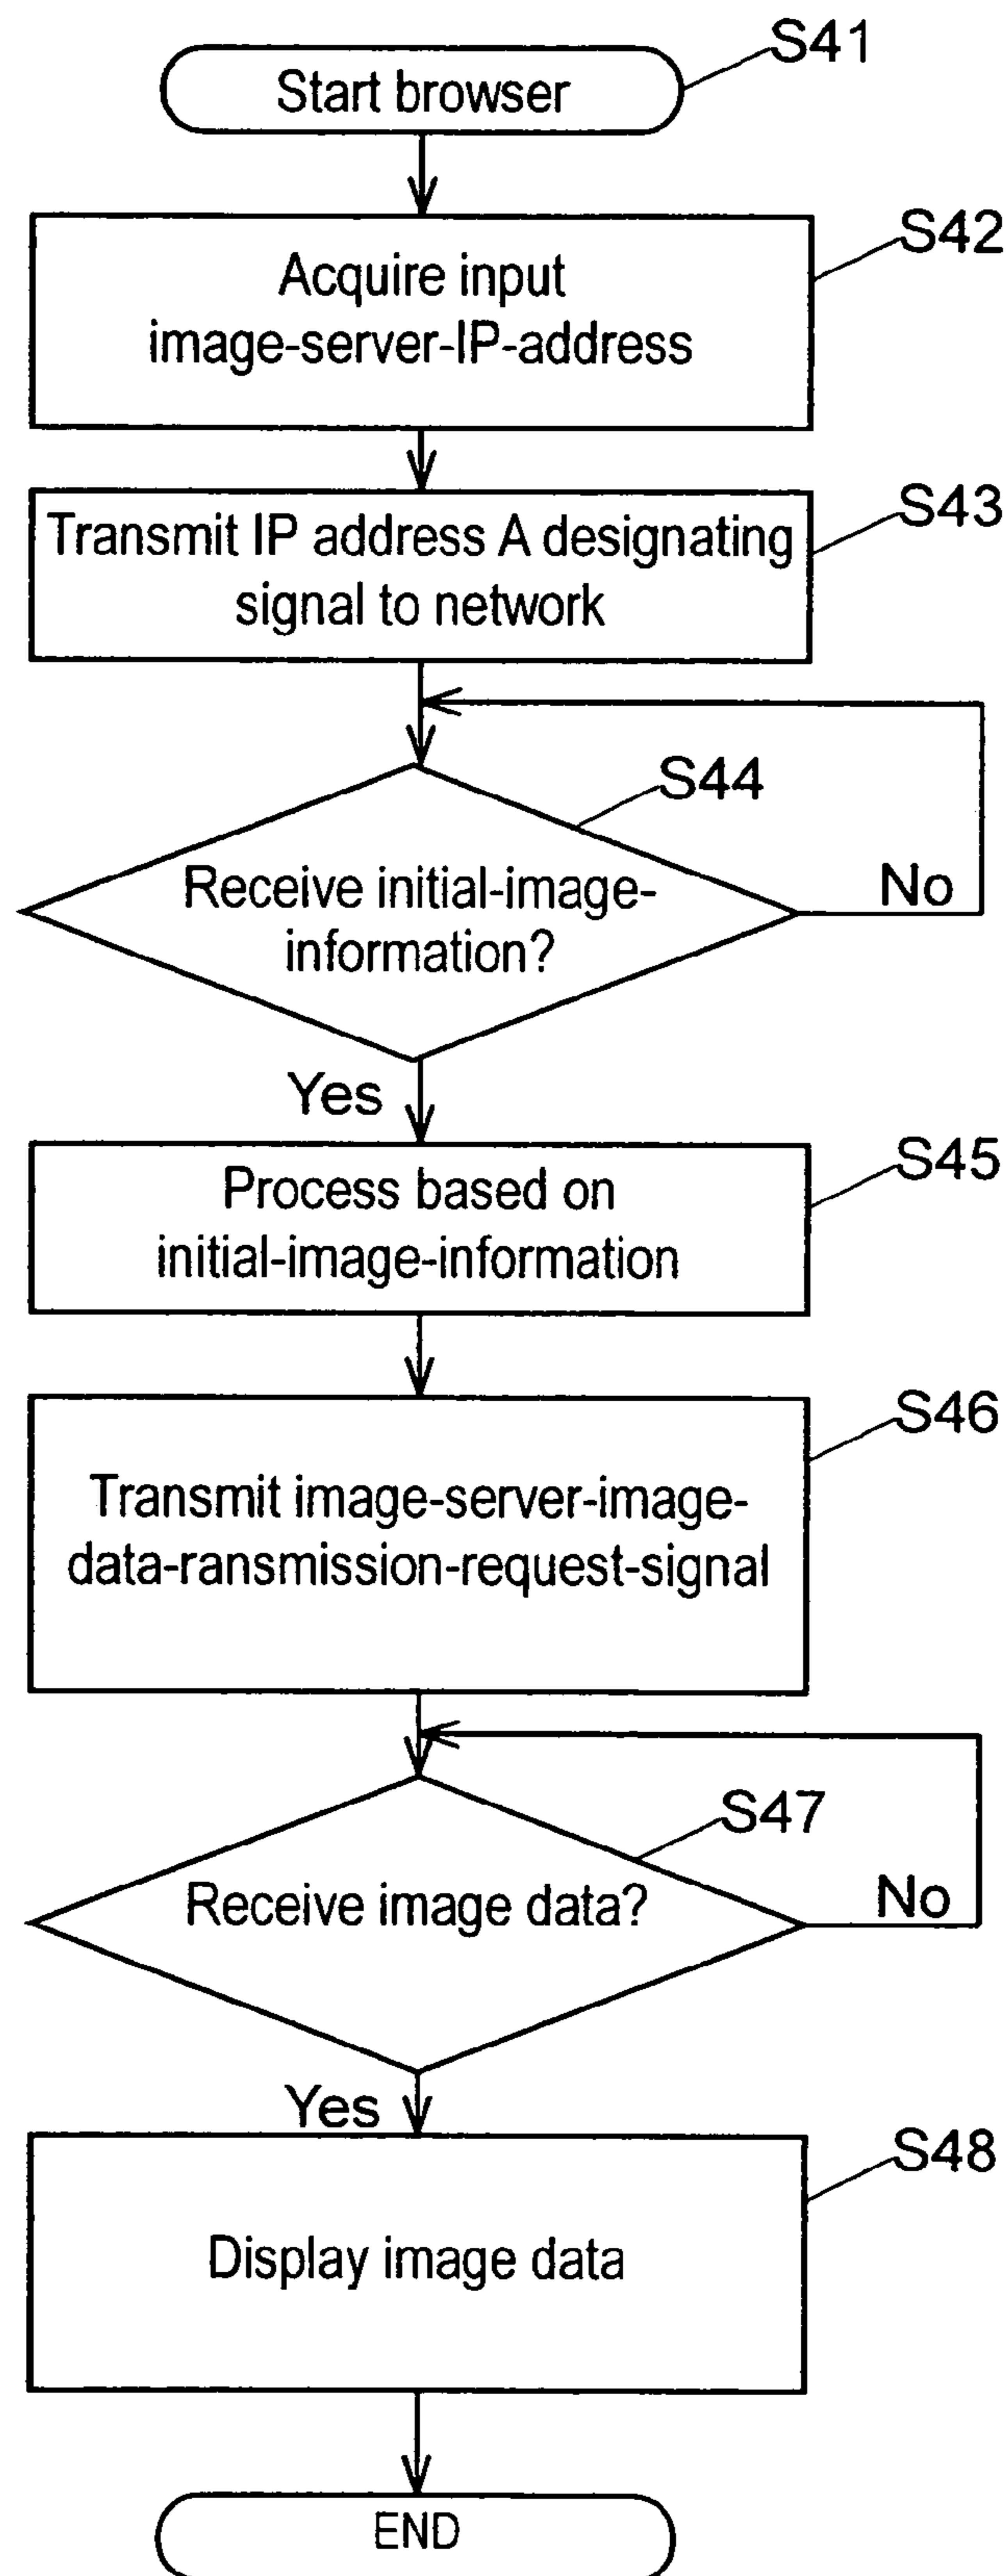 S41
Start browser
S42
Acquire input
image-server-IP-address
S43
Transmit IP address A designating
signal to network
S44
Receive initial-image-
information?
No
Yes
S45
Process based on
initial-image-information
S46
Transmit image-server-image-
data-ransmission-request-signal
S47
Receive image data?
No
Yes
S48
Display image data
END